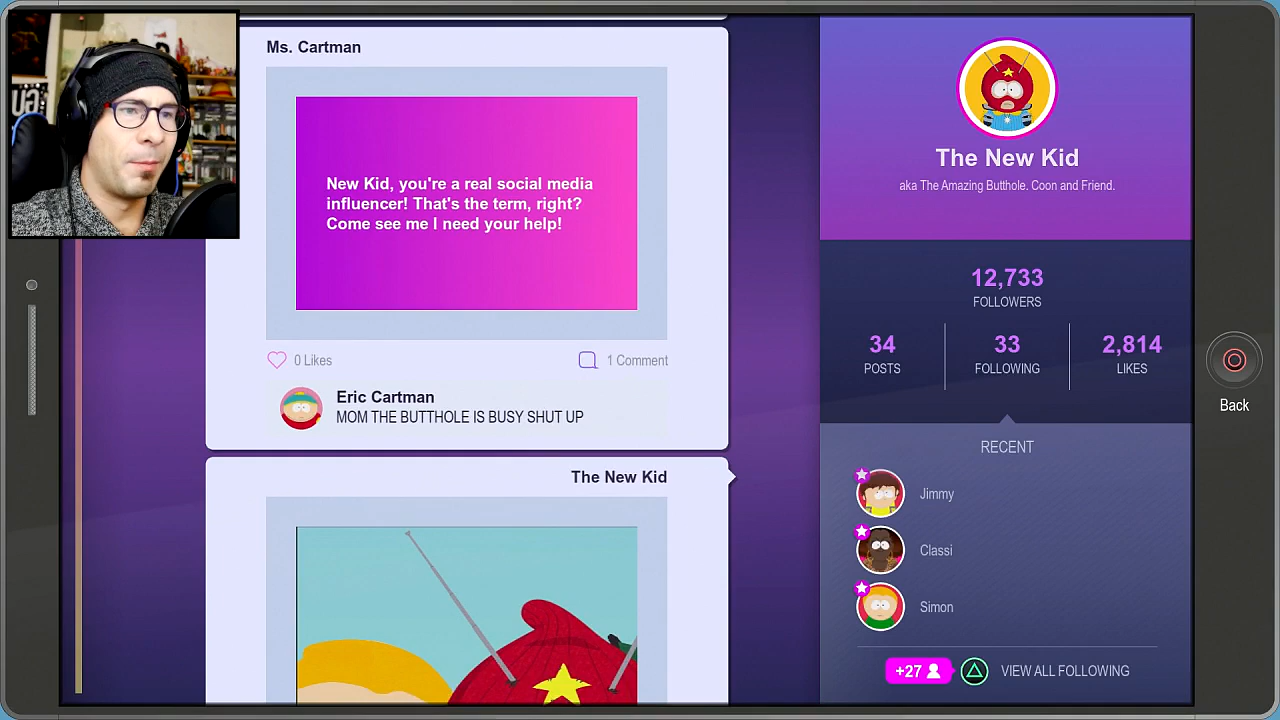 Ms. Cartman
New Kid, you're a real social media
influencer! That's the term, right?
Come see me I need your help!
0 Likes
1 Comment
Eric Cartman
MOM THE BUTTHOLE IS BUSY SHUT UP
The New Kid
The New Kid
aka The Amazing Butthole. Coon and Friend.
12,733
FOLLOWERS
34
POSTS
33
FOLLOWING
2,814
LIKES
RECENT
Jimmy
Classi
Simon
+27
VIEW ALL FOLLOWING
Back